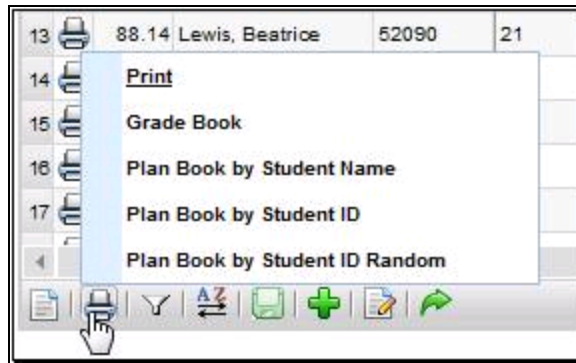 13 88.14 Lewis, Beatrice 52090 21
14 Print
15 Grade Book
16 Plan Book by Student Name
17 Plan Book by Student ID
Plan Book by Student ID Random
AZ